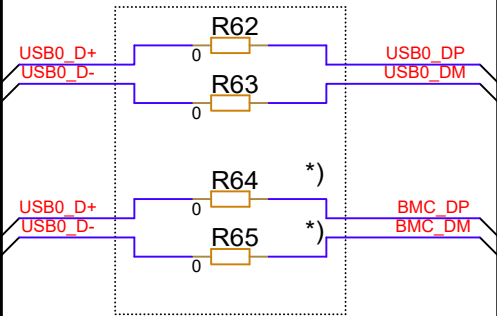 R62
USB0_D+
USB0_DP
USB0_D-
USB0_DM
0
R63
0
R64
*)
USB0_D+
BMC_DP
USB0_D-
BMC_DM
0
R65
*)
0